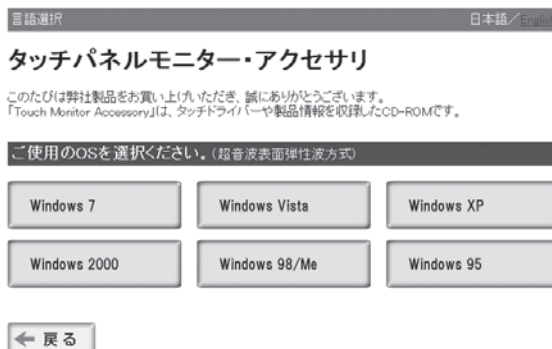 言語選択 日本語／English
タッチパネルモニター・アクセサリ
このたびは弊社製品をお買い上げいただき、誠にありがとうございます。
「Touch Monitor Accessory」は、タッチドライバーや製品情報を収録したCD-ROMです。
ご使用のOSを選択ください。（超音波表面弾性波方式）
Windows 7 Windows Vista Windows XP
Windows 2000 Windows 98/Me Windows 95
戻る